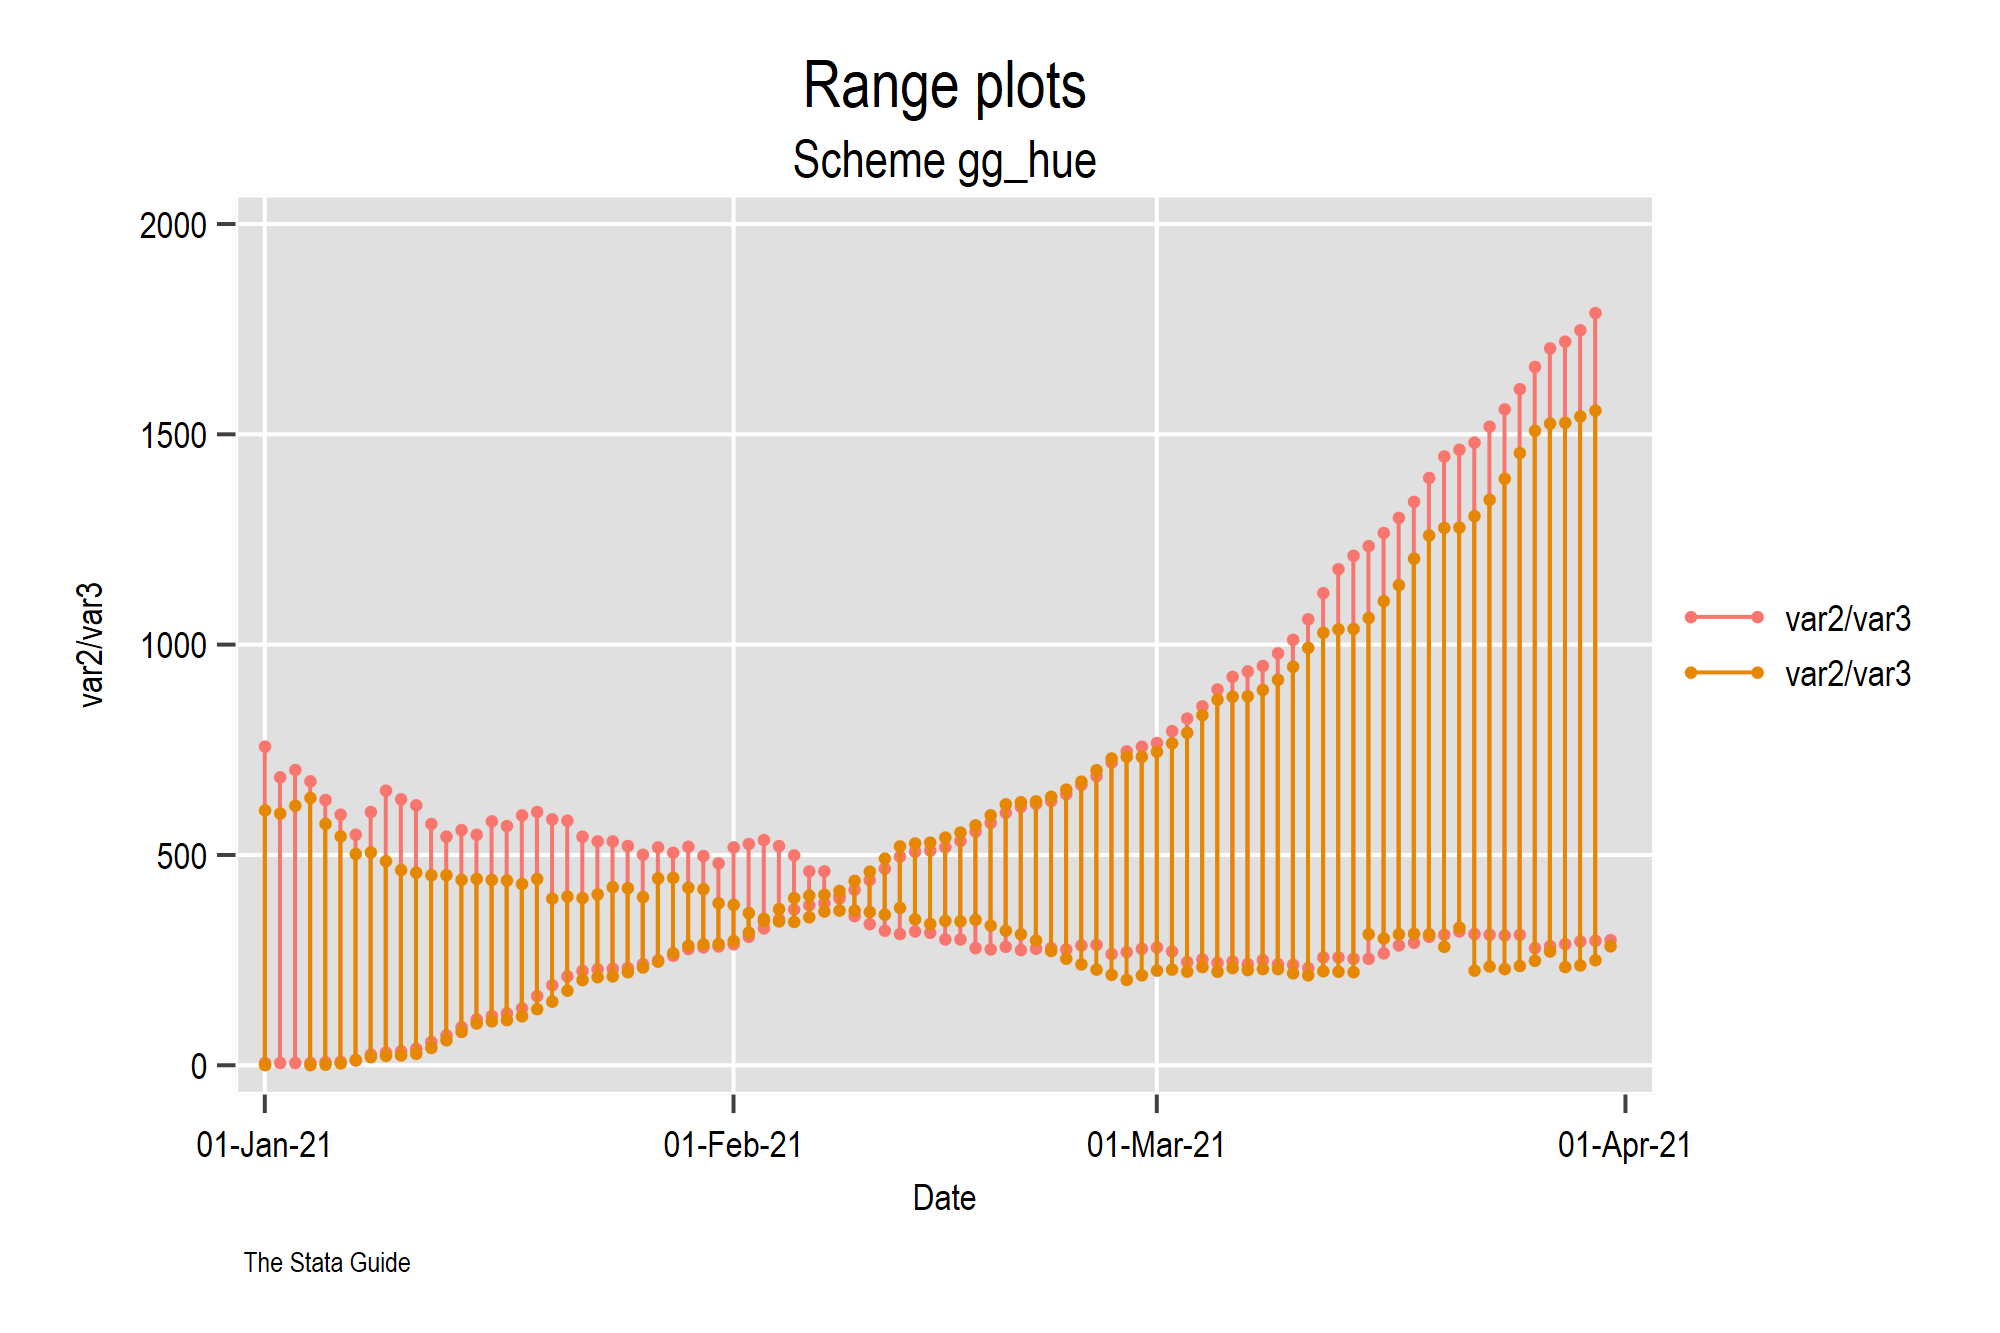 Range plots
Scheme gg_hue
2000
1500
1000
500
0
var2/var3
var2/var3
var2/var3
01-Jan-21
01-Feb-21
01-Mar-21
01-Apr-21
Date
The Stata Guide